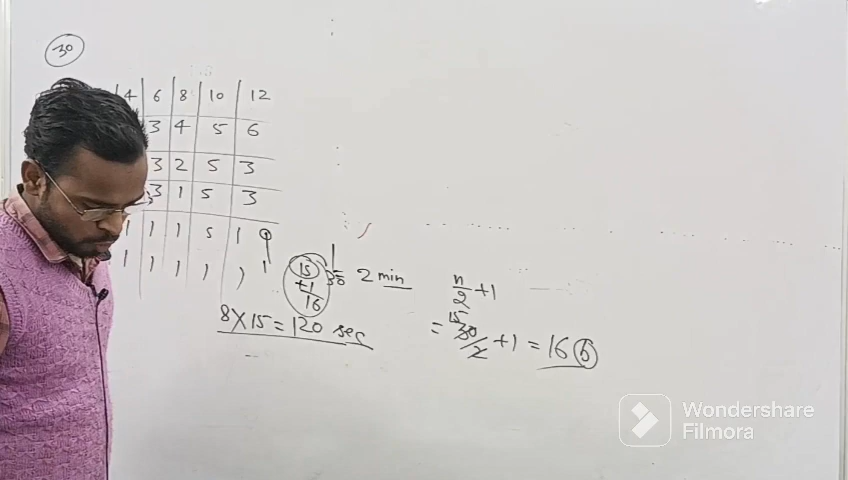 30
4 6 8 10 12
3 4 5 6
3 2 5 3
3 1 5 3
1 1 1 5 1 1
1 1 1 1 1 1
15
+1
16
30 2 min
8×15=120 sec
n/2 +1
= 15 30/2 +1 = 16 (b)
Wondershare
Filmora